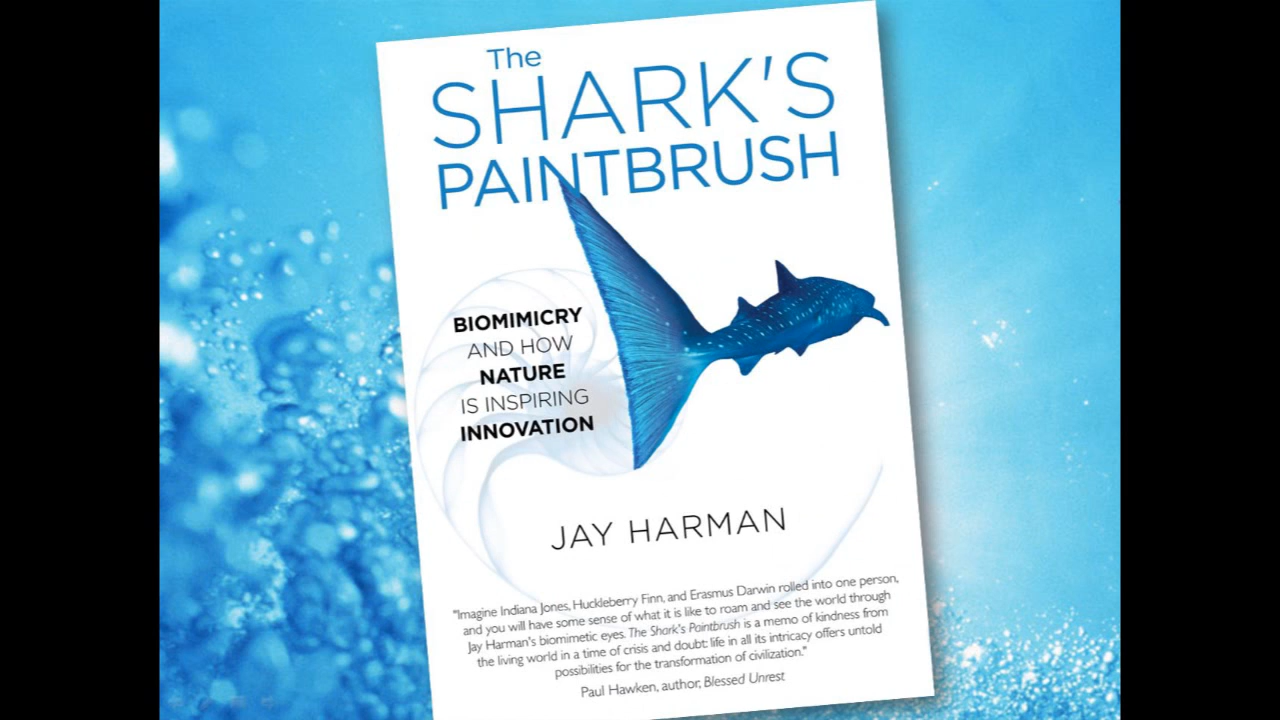 The
SHARK'S
PAINTBRUSH
BIOMIMICRY
AND HOW
NATURE
IS INSPIRING
INNOVATION
JAY HARMAN
"Imagine Indiana Jones, Huckleberry Finn, and Erasmus Darwin rolled into one person,
and you will have some sense of what it is like to roam and see the world through
Jay Harman's biomimetic eyes. The Shark's Paintbrush is a memo of kindness from
the living world in a time of crisis and doubt: life in all its intricacy offers untold
possibilities for the transformation of civilization."
Paul Hawken, author, Blessed Unrest